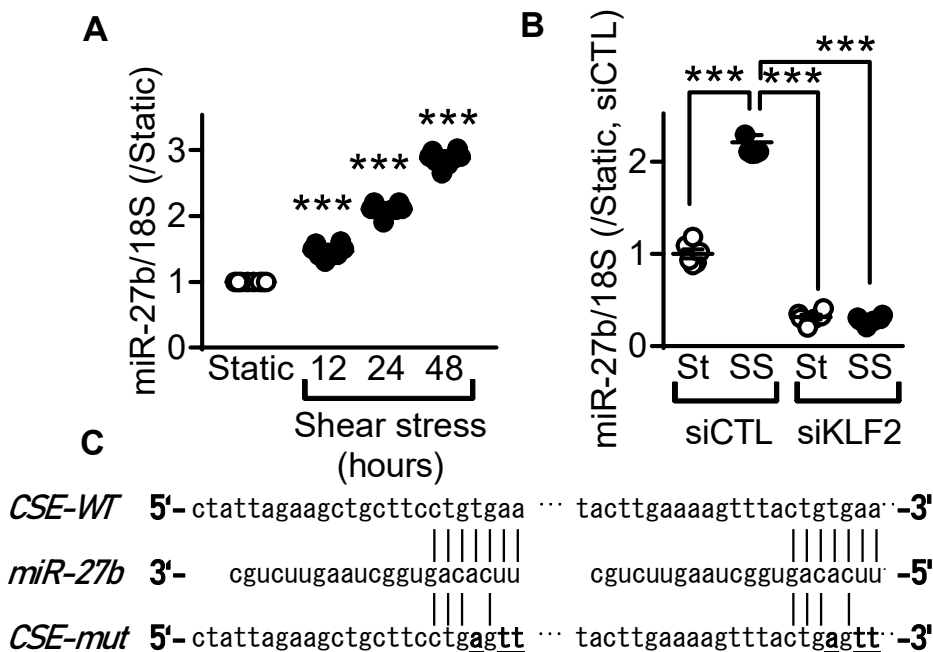 A
miR-27b/18S (/Static)
3
2
1
0
***
***
***
Static
12 24 48
Shear stress
(hours)
B
miR-27b/18S (/Static, siCTL)
2
1
0
***
***
***
St SS St SS
siCTL siKLF2
C
CSE-WT 5'- ctattagaagctgcttcctgtgaa ··· tacttgaaaagtttactgtgaa·· -3'
miR-27b 3'- cgucuugaaucggugacacuu cgucuugaaucggugacacuu· -5'
CSE-mut 5'- ctattagaagctgcttcctgagtt ··· tacttgaaaagtttactgagtt·· -3'